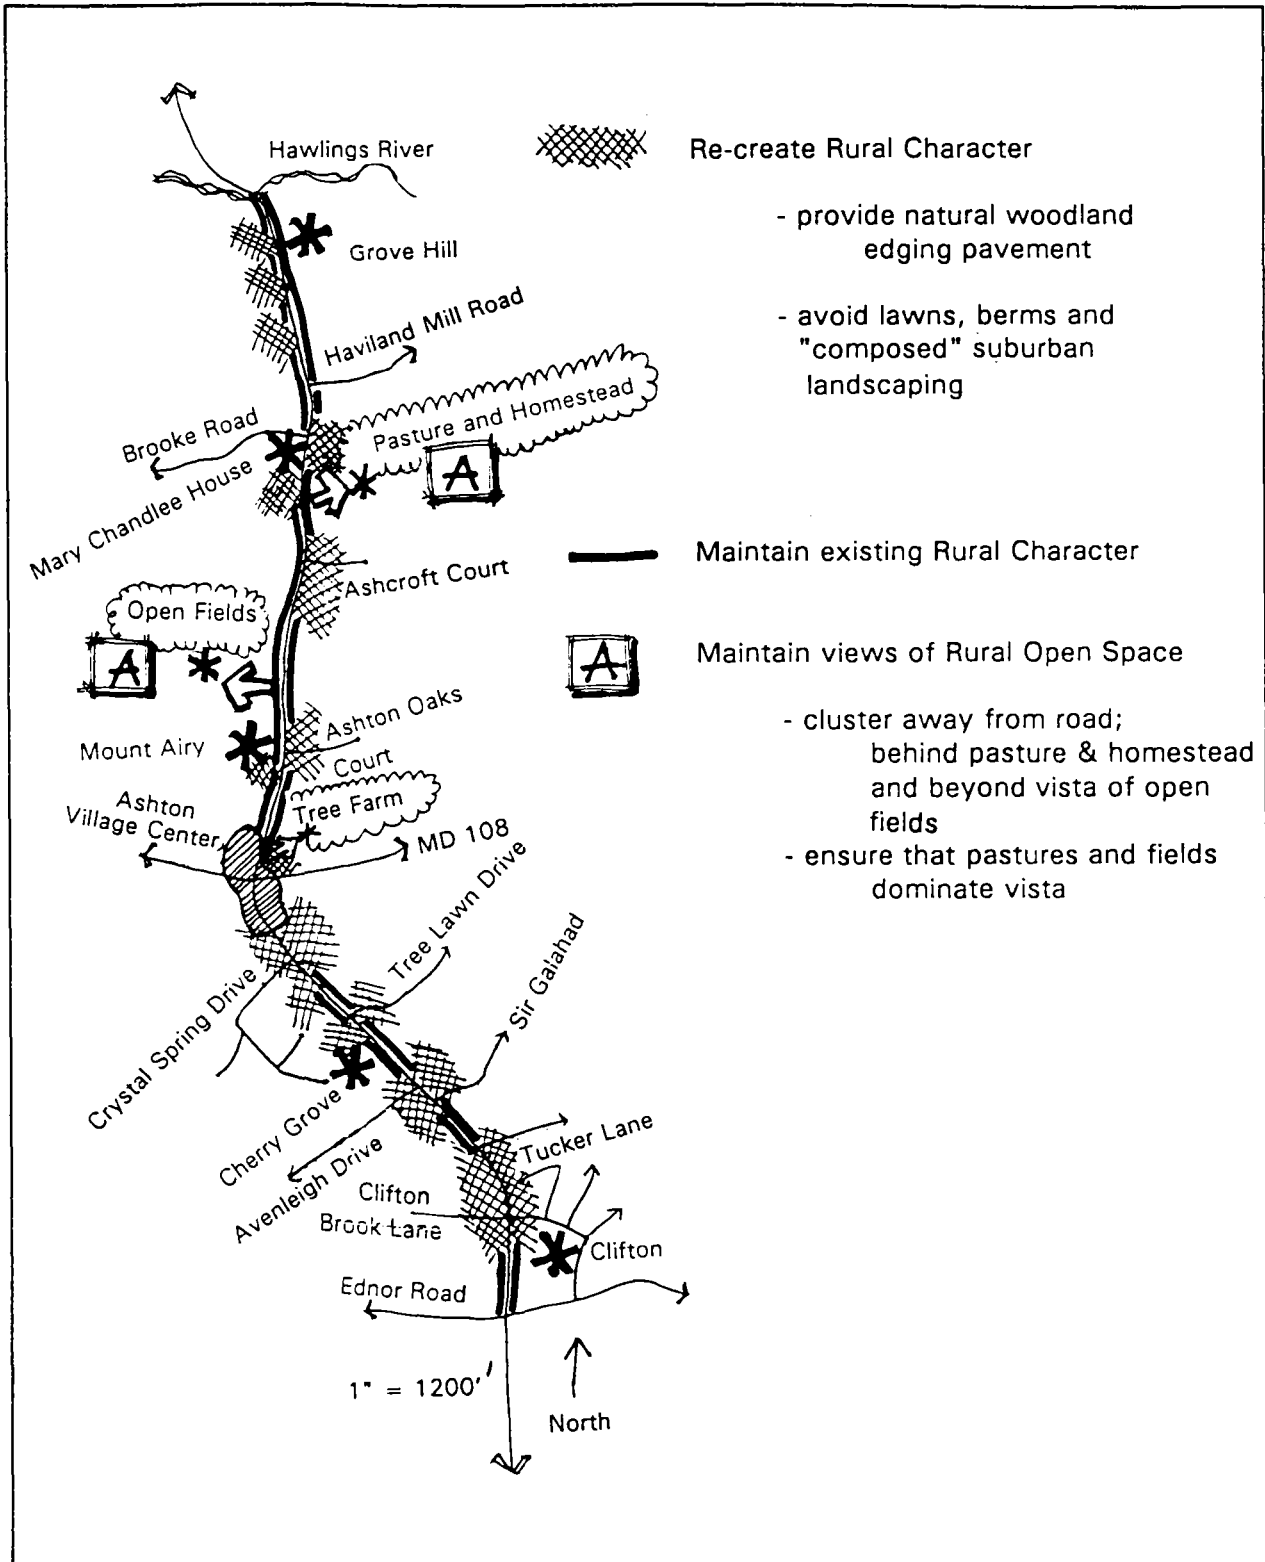 Hawlings River
Grove Hill
Haviland Mill Road
Brooke Road
Pasture and Homestead
A
Mary Chandlee House
Ashcroft Court
Open Fields
A
Ashton Oaks
Court
Mount Airy
Tree Farm
Ashton
Village Center
MD 108
Tree Lawn Drive
Crystal Spring Drive
Sir Galahad
Cherry Grove
Avenleigh Drive
Tucker Lane
Clifton
Brook Lane
Clifton
Ednor Road
1" = 1200'
North
Re-create Rural Character
- provide natural woodland
edging pavement
- avoid lawns, berms and
"composed" suburban
landscaping
Maintain existing Rural Character
A
Maintain views of Rural Open Space
- cluster away from road;
behind pasture & homestead
and beyond vista of open
fields
- ensure that pastures and fields
dominate vista